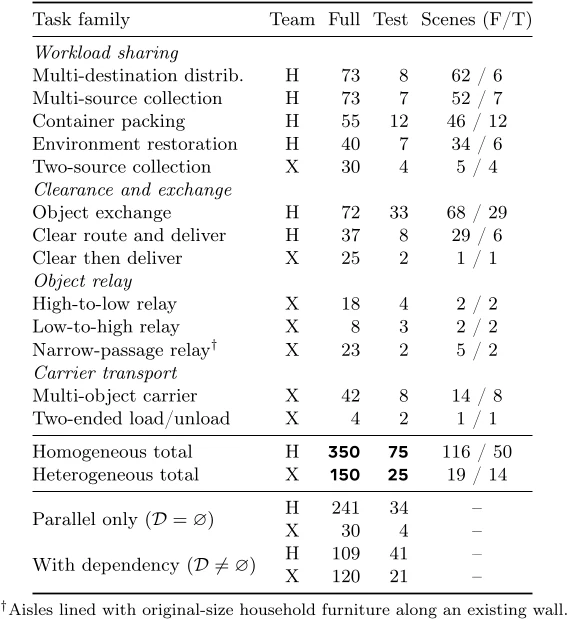 Task family Team Full Test Scenes (F/T)
Workload sharing
Multi-destination distrib. H 73 8 62 / 6
Multi-source collection H 73 7 52 / 7
Container packing H 55 12 46 / 12
Environment restoration H 40 7 34 / 6
Two-source collection X 30 4 5 / 4
Clearance and exchange
Object exchange H 72 33 68 / 29
Clear route and deliver H 37 8 29 / 6
Clear then deliver X 25 2 1 / 1
Object relay
High-to-low relay X 18 4 2 / 2
Low-to-high relay X 8 3 2 / 2
Narrow-passage relay† X 23 2 5 / 2
Carrier transport
Multi-object carrier X 42 8 14 / 8
Two-ended load/unload X 4 2 1 / 1
Homogeneous total H 350 75 116 / 50
Heterogeneous total X 150 25 19 / 14
Parallel only (𝒟 = ∅) H 241 34 –
X 30 4 –
With dependency (𝒟 ≠ ∅) H 109 41 –
X 120 21 –
†Aisles lined with original-size household furniture along an existing wall.